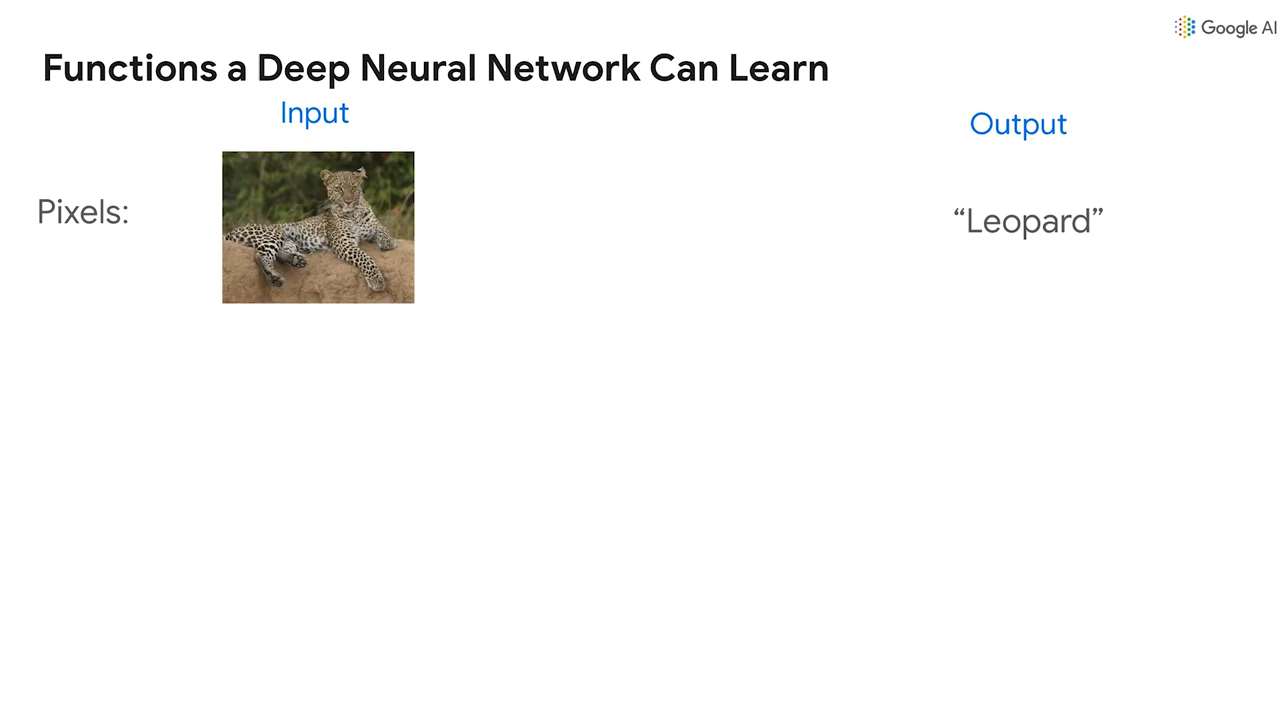 Google AI
Functions a Deep Neural Network Can Learn
Input
Output
Pixels:
“Leopard”